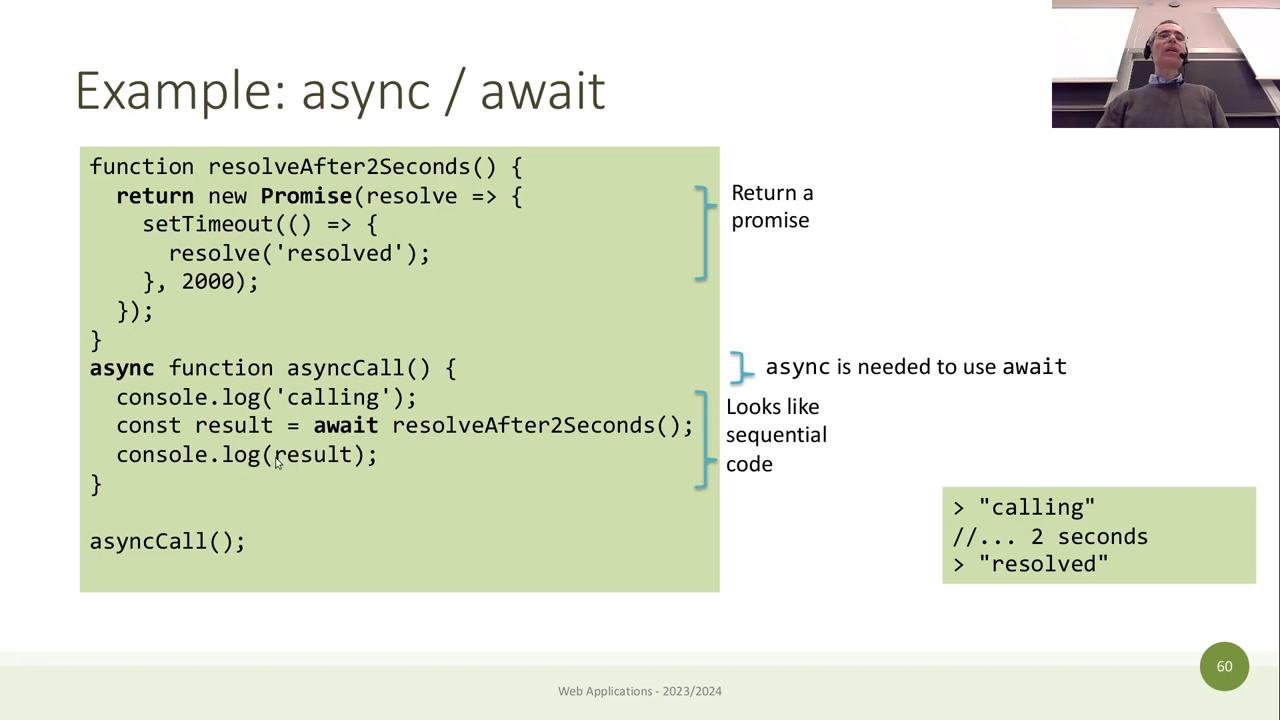 Example: async / await
function resolveAfter2Seconds() {
return new Promise(resolve => {
setTimeout(() => {
resolve('resolved');
}, 2000);
});
}
async function asyncCall() {
console.log('calling');
const result = await resolveAfter2Seconds();
console.log(result);
}
asyncCall();
Return a
promise
async is needed to use await
Looks like
sequential
code
> "calling"
//... 2 seconds
> "resolved"
Web Applications - 2023/2024
60